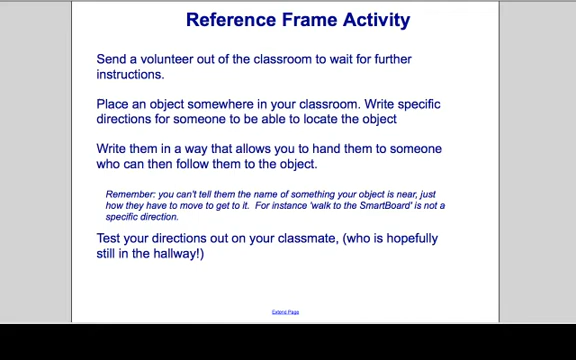 Reference Frame Activity
Send a volunteer out of the classroom to wait for further
instructions.
Place an object somewhere in your classroom. Write specific
directions for someone to be able to locate the object
Write them in a way that allows you to hand them to someone
who can then follow them to the object.
Remember: you can't tell them the name of something your object is near, just
how they have to move to get to it. For instance 'walk to the SmartBoard' is not a
specific direction.
Test your directions out on your classmate, (who is hopefully
still in the hallway!)
Extend Page